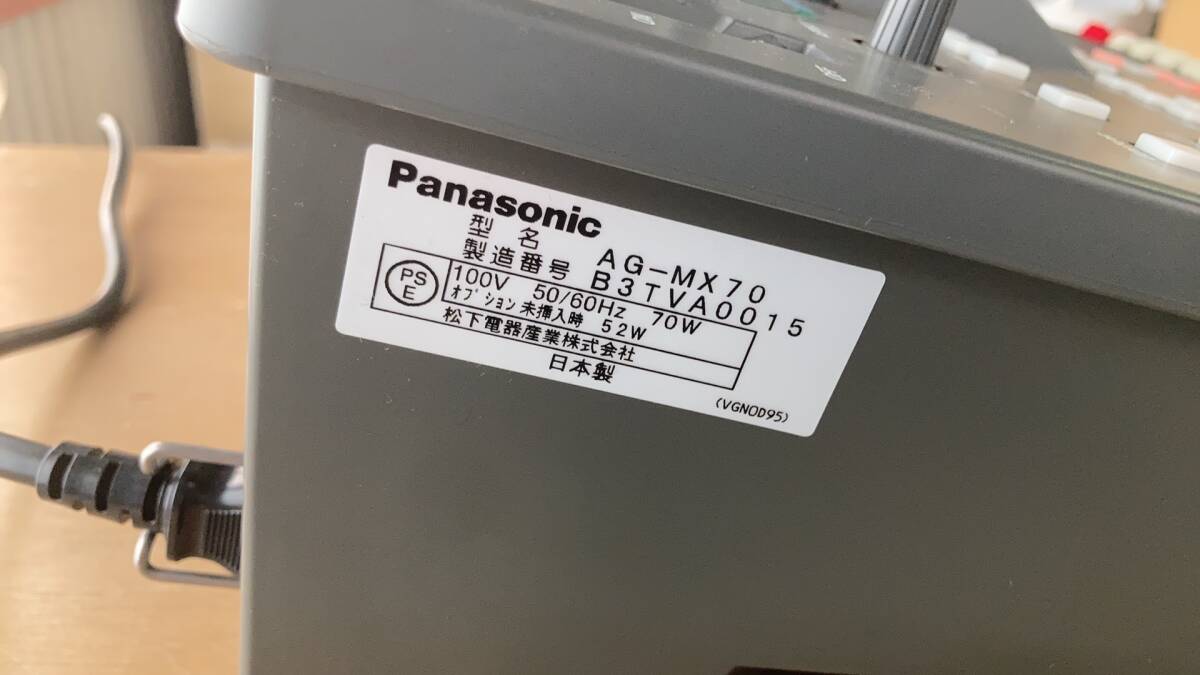 Panasonic
型名 AG-MX70
製造番号 B3TVA0015
PS
E
100V 50/60Hz 70W
オプション未挿入時 52W
松下電器産業株式会社
日本製
(VGN0D95)